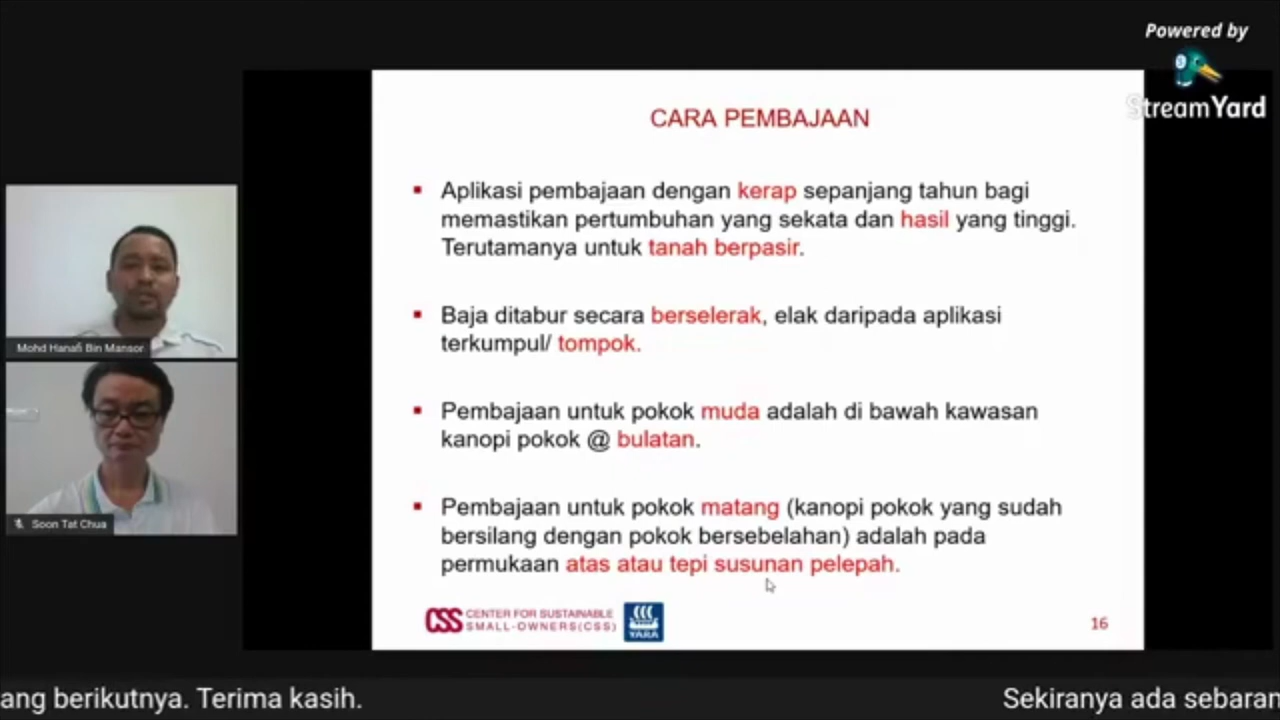 Powered by
StreamYard
CARA PEMBAJAAN
▪ Aplikasi pembajaan dengan kerap sepanjang tahun bagi
memastikan pertumbuhan yang sekata dan hasil yang tinggi.
Terutamanya untuk tanah berpasir.
▪ Baja ditabur secara berselerak, elak daripada aplikasi
terkumpul/ tompok.
▪ Pembajaan untuk pokok muda adalah di bawah kawasan
kanopi pokok @ bulatan.
▪ Pembajaan untuk pokok matang (kanopi pokok yang sudah
bersilang dengan pokok bersebelahan) adalah pada
permukaan atas atau tepi susunan pelepah.
Mohd Hanafi Bin Mansor
Soon Tat Chua
CSS CENTER FOR SUSTAINABLE
SMALL-OWNERS(CSS)
YARA
16
ang berikutnya. Terima kasih.
Sekiranya ada sebaran